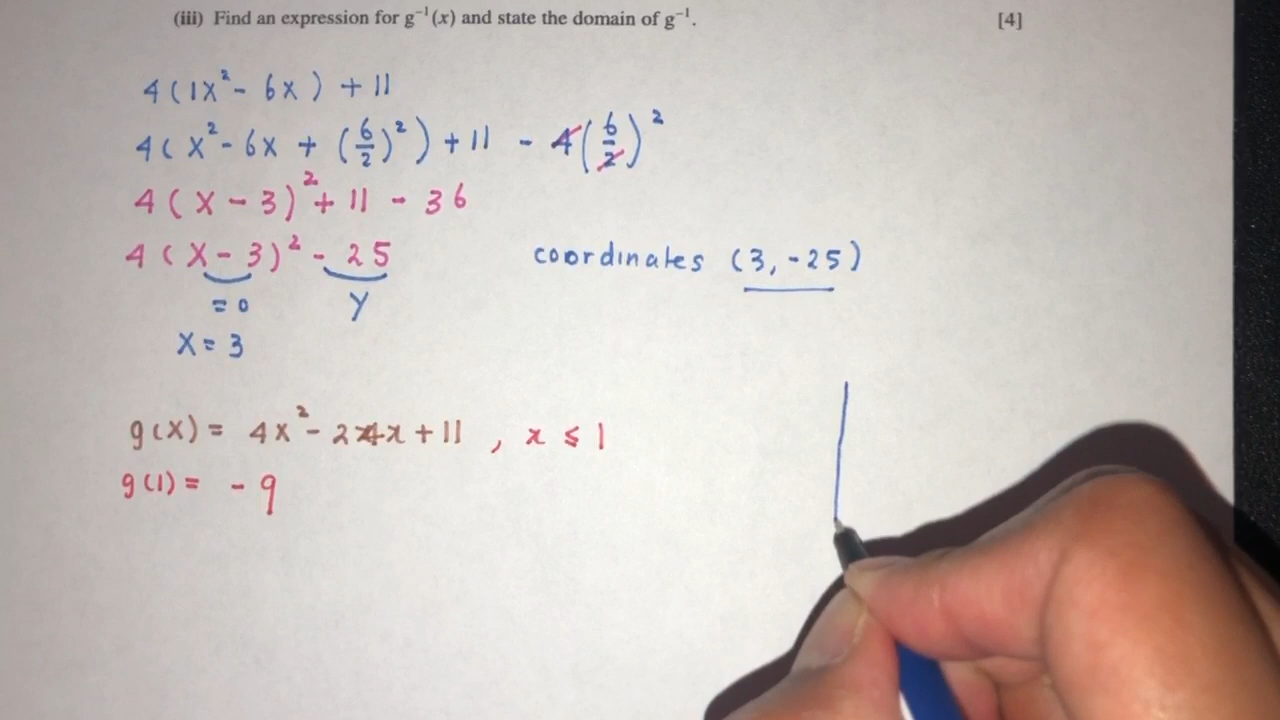 (iii) Find an expression for g⁻¹(x) and state the domain of g⁻¹. [4]
4(1x² - 6x) + 11
4(x² - 6x + (6/2)²) + 11 - 4(6/2)²
4(x - 3)² + 11 - 36
4(x - 3)² - 25 coordinates (3, -25)
= 0 y
x = 3
g(x) = 4x² - 24x + 11 , x ≤ 1
g(1) = - 9